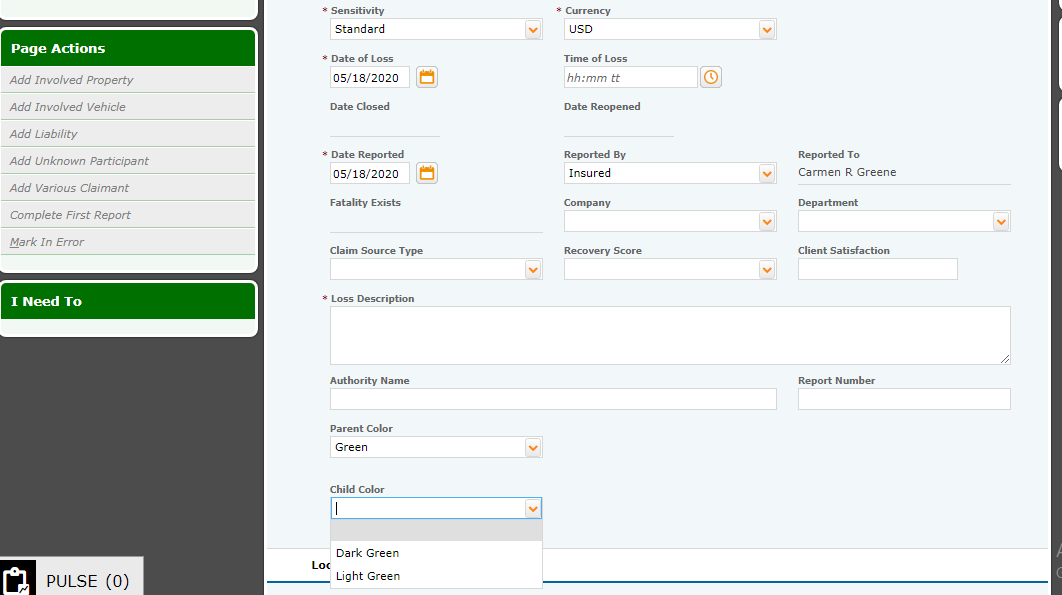 Page Actions
Add Involved Property
Add Involved Vehicle
Add Liability
Add Unknown Participant
Add Various Claimant
Complete First Report
Mark In Error
I Need To
PULSE (0)
* Sensitivity
Standard
* Currency
USD
* Date of Loss
05/18/2020
Time of Loss
hh:mm tt
Date Closed
Date Reopened
* Date Reported
05/18/2020
Reported By
Insured
Reported To
Carmen R Greene
Fatality Exists
Company
Department
Claim Source Type
Recovery Score
Client Satisfaction
* Loss Description
Authority Name
Report Number
Parent Color
Green
Child Color
Dark Green
Light Green